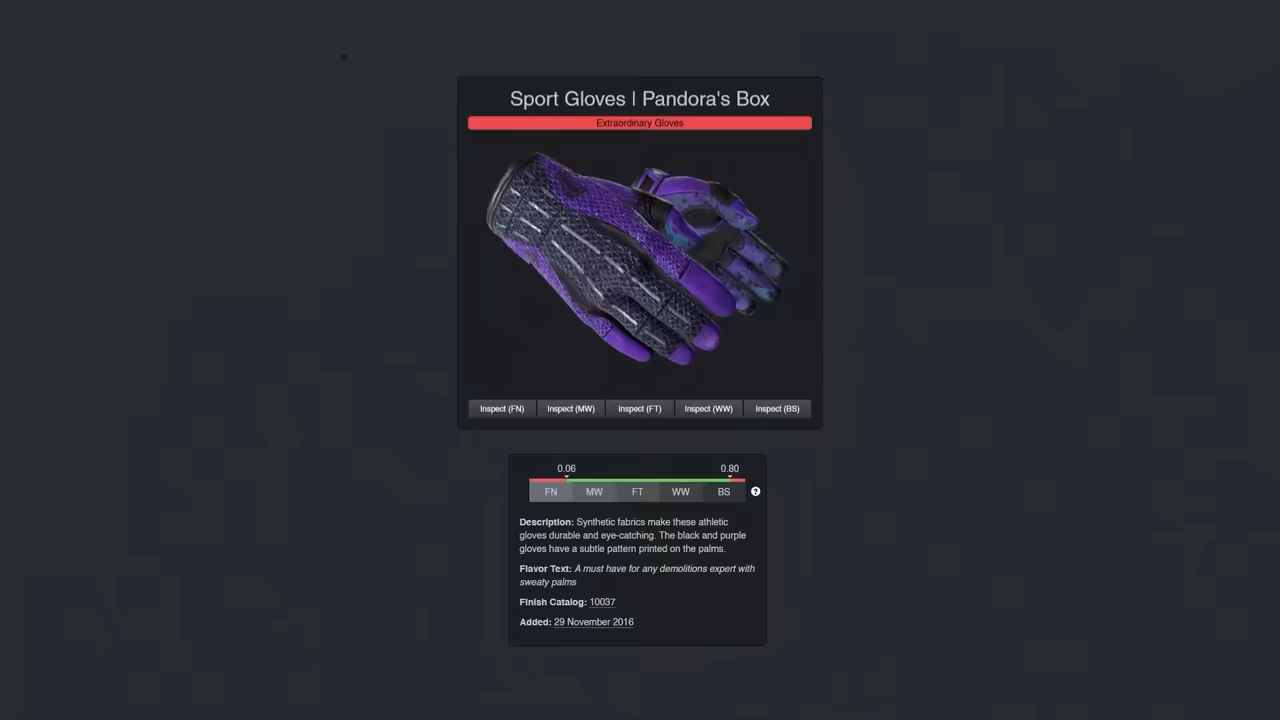 Sport Gloves | Pandora's Box
Extraordinary Gloves
Inspect (FN) Inspect (MW) Inspect (FT) Inspect (WW) Inspect (BS)
0.06 0.80
FN MW FT WW BS ?
Description: Synthetic fabrics make these athletic
gloves durable and eye-catching. The black and purple
gloves have a subtle pattern printed on the palms.
Flavor Text: A must have for any demolitions expert with
sweaty palms
Finish Catalog: 10037
Added: 29 November 2016